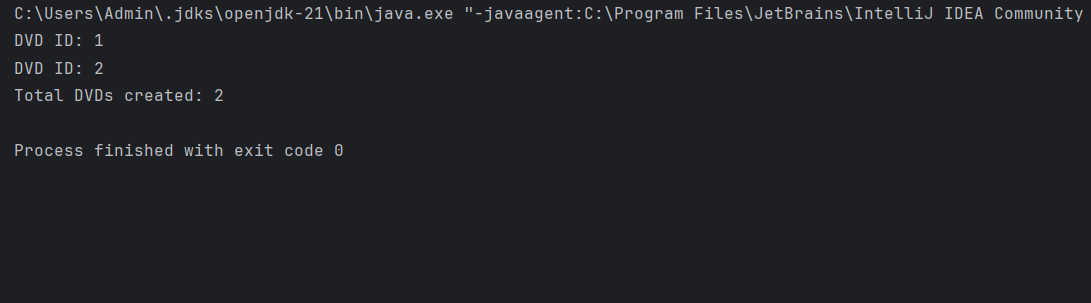 C:\Users\Admin\.jdks\openjdk-21\bin\java.exe "-javaagent:C:\Program Files\JetBrains\IntelliJ IDEA Community
DVD ID: 1
DVD ID: 2
Total DVDs created: 2
Process finished with exit code 0